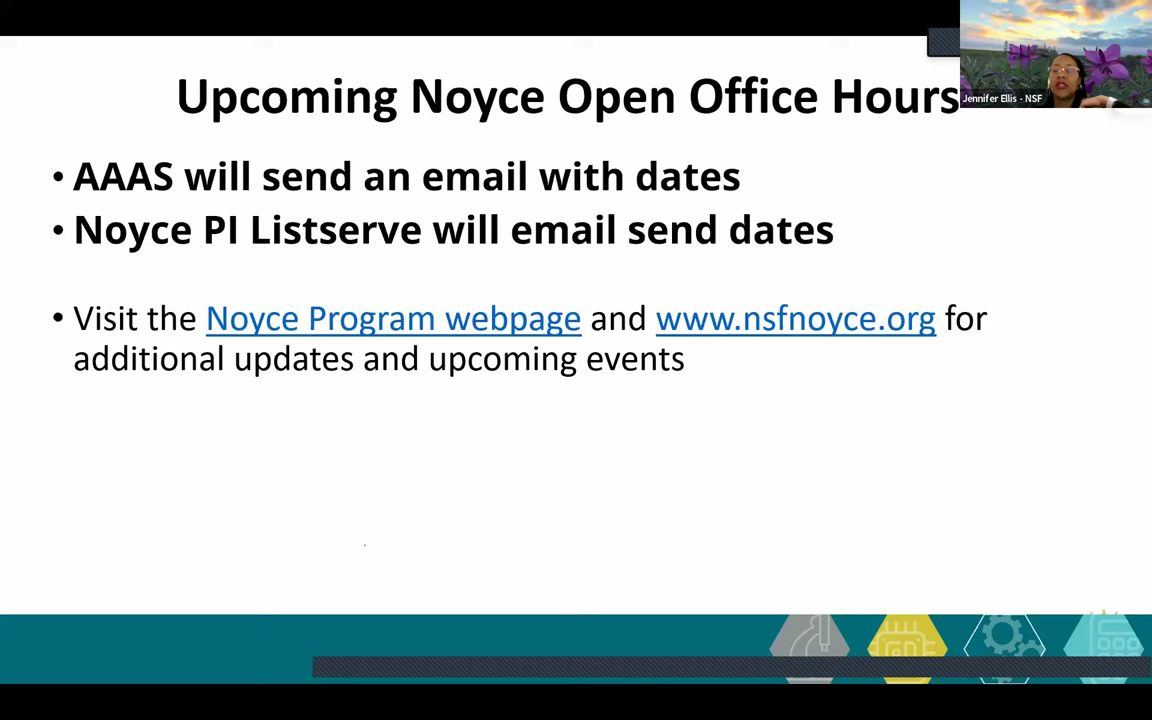 Upcoming Noyce Open Office Hours
Jennifer Ellis - NSF
• AAAS will send an email with dates
• Noyce PI Listserve will email send dates
• Visit the Noyce Program webpage and www.nsfnoyce.org for
additional updates and upcoming events